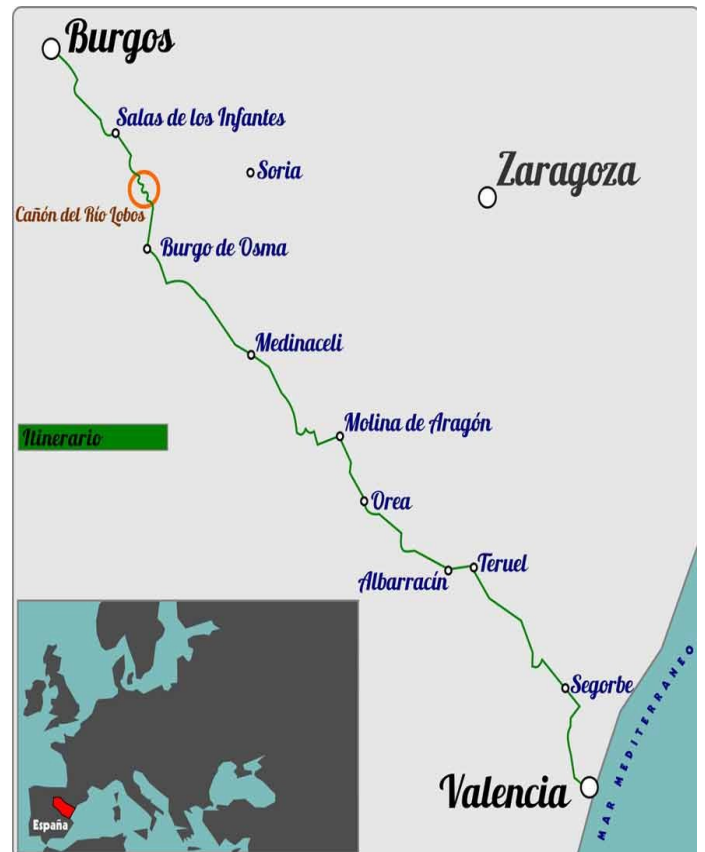 Burgos
Salas de los Infantes
Soria
Zaragoza
Cañón del Río Lobos
Burgo de Osma
Medinaceli
Molina de Aragón
Itinerario
Orea
Teruel
Albarracín
Segorbe
MAR MEDITERRANEO
Valencia
España